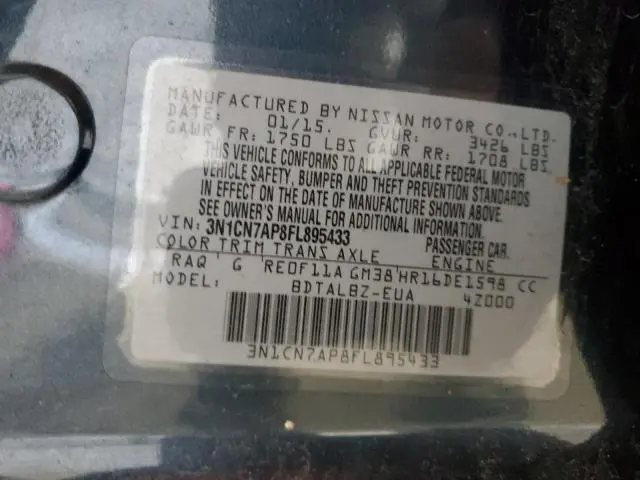 MANUFACTURED BY NISSAN MOTOR CO.,LTD.
DATE: 01/15. GVWR: 3426 LBS
GAWR FR: 1750 LBS GAWR RR: 1708 LBS.
THIS VEHICLE CONFORMS TO ALL APPLICABLE FEDERAL MOTOR
VEHICLE SAFETY, BUMPER AND THEFT PREVENTION STANDARDS
IN EFFECT ON THE DATE OF MANUFACTURE SHOWN ABOVE.
SEE OWNER'S MANUAL FOR ADDITIONAL INFORMATION
VIN: 3N1CN7AP8FL895433 PASSENGER CAR.
COLOR TRIM TRANS AXLE ENGINE
RAQ G RE0F11A GM38 HR16DE1598 CC
BDTALBZ-EUA 4Z000
3N1CN7AP8FL895433